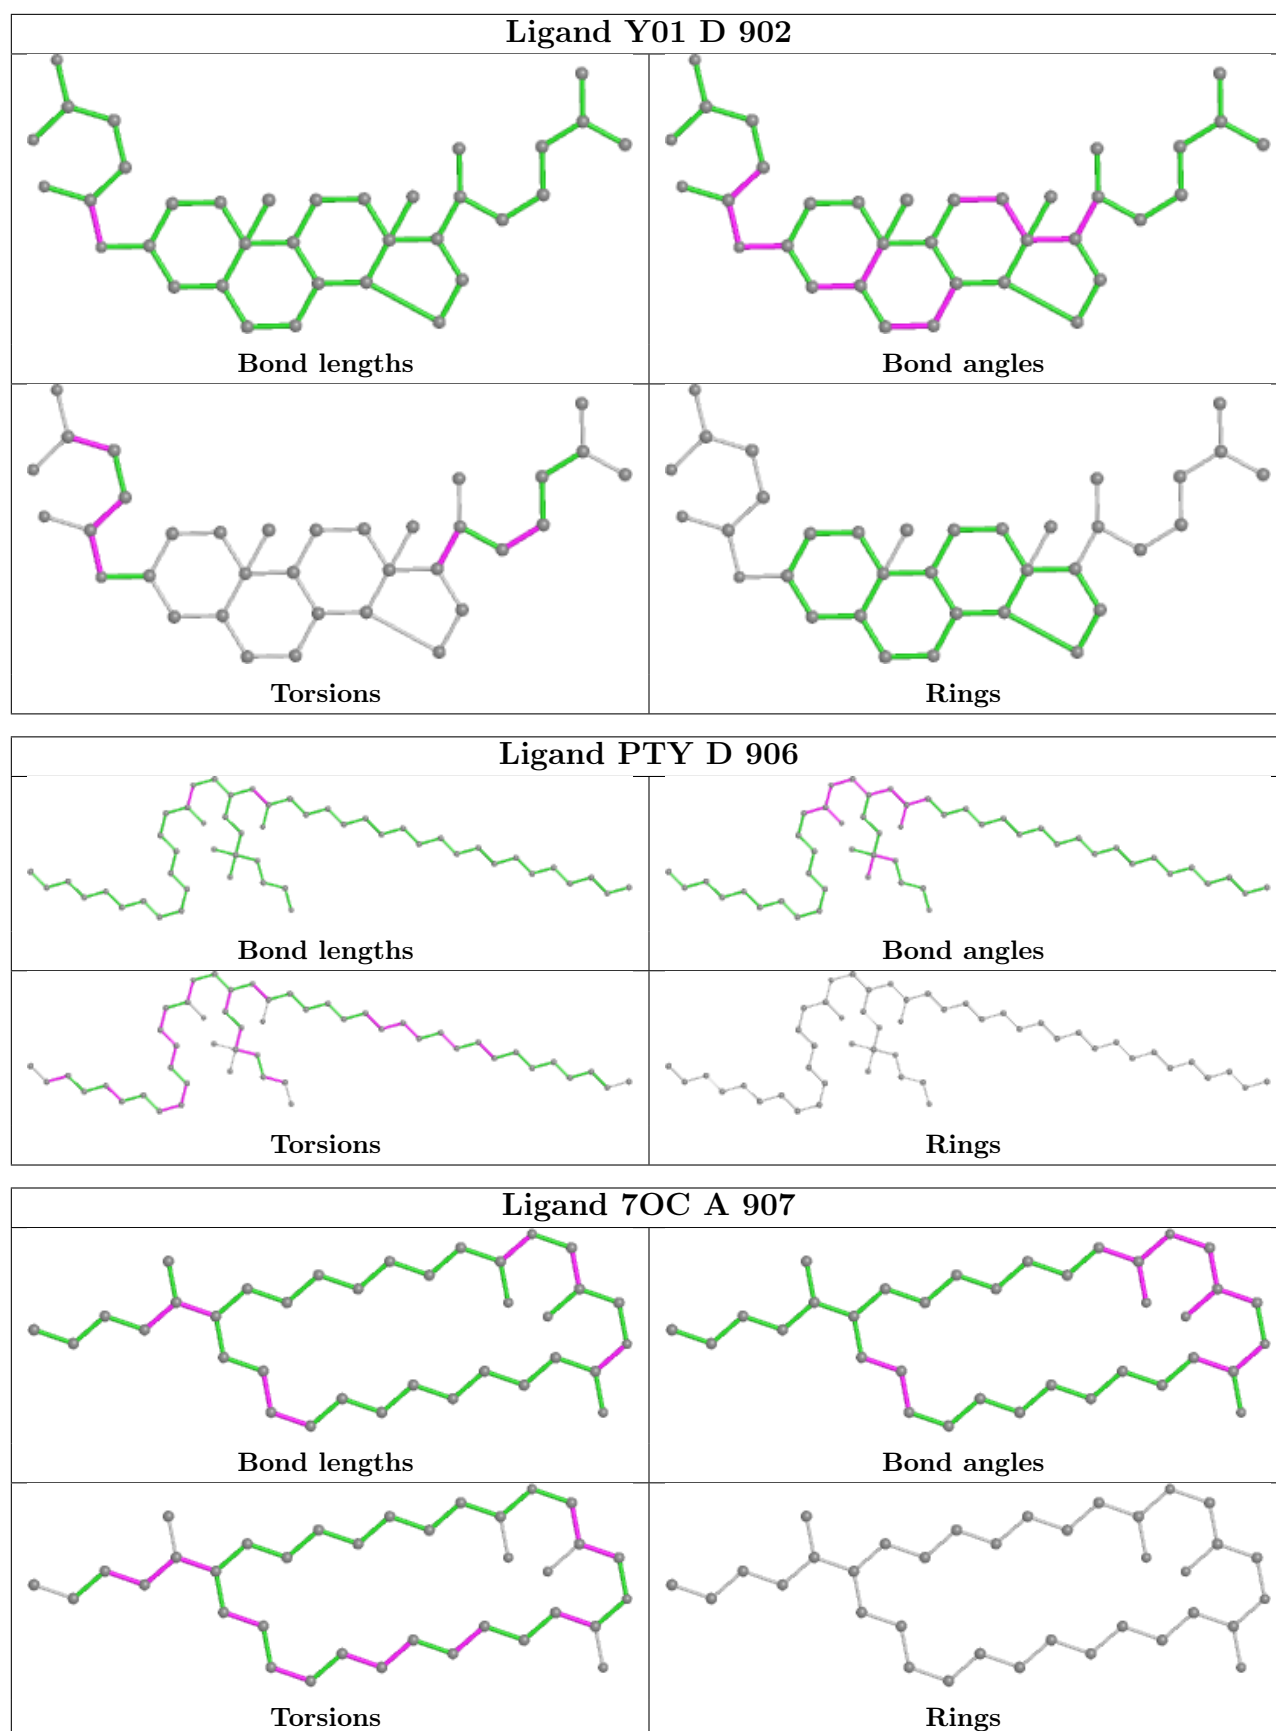 Ligand Y01 D 902
Bond lengths
Bond angles
Torsions
Rings
Ligand PTY D 906
Bond lengths
Bond angles
Torsions
Rings
Ligand 7OC A 907
Bond lengths
Bond angles
Torsions
Rings